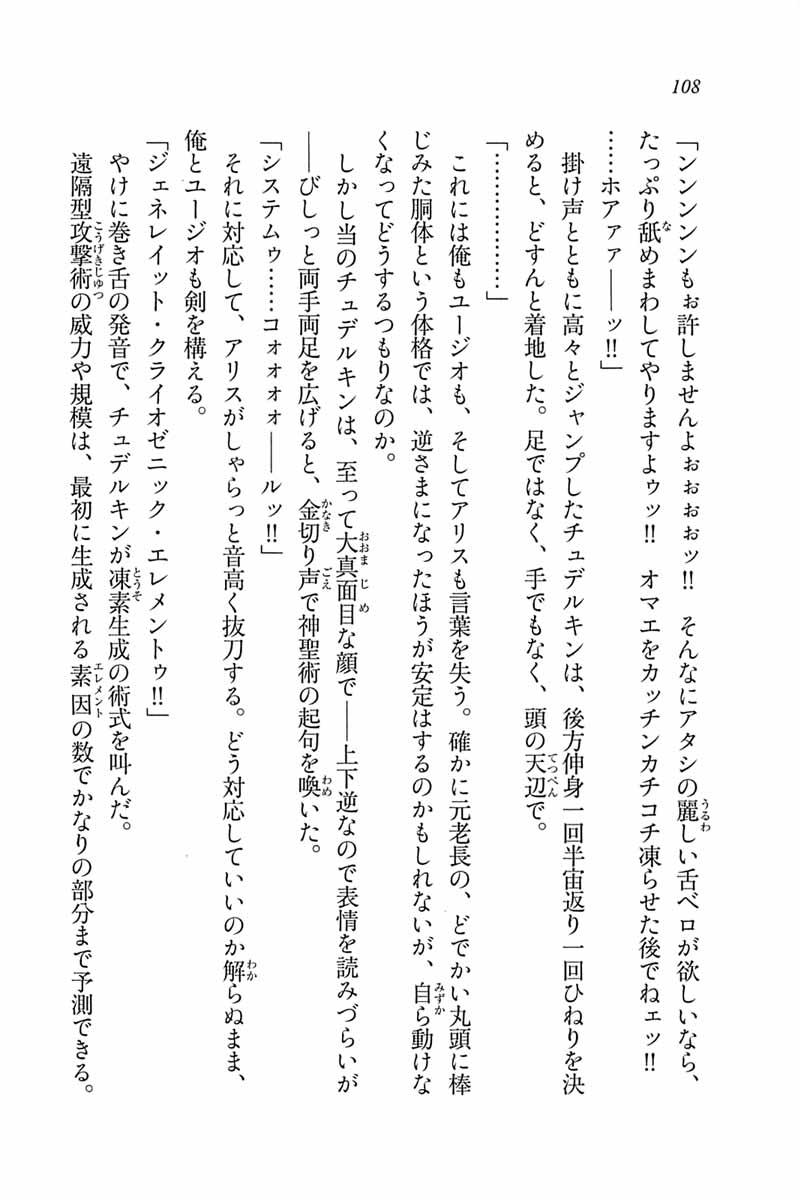 108
「ンンンンンもぉ許しませんよぉぉぉぉッ!! そんなにアタシの麗しい舌ベロが欲しいなら、
たっぷり舐めまわしてやりますよゥッ!! オマエをカッチンカチコチ凍らせた後でねェッ!!
……ホアァァ――ッ!!」
掛け声とともに高々とジャンプしたチュデルキンは、後方伸身一回半宙返り一回ひねりを決
めると、どすんと着地した。足ではなく、手でもなく、頭の天辺で。
「………………」
これには俺もユージオも、そしてアリスも言葉を失う。確かに元老長の、どでかい丸頭に棒
じみた胴体という体格では、逆さまになったほうが安定はするのかもしれないが、自ら動けな
くなってどうするつもりなのか。
しかし当のチュデルキンは、至って大真面目な顔で――上下逆なので表情を読みづらいが
――びしっと両手両足を広げると、金切り声で神聖術の起句を喚いた。
「システムゥ……コォォォォ――ルッ!!」
それに対応して、アリスがしゃらっと音高く抜刀する。どう対応していいのか解らぬまま、
俺とユージオも剣を構える。
「ジェネレイット・クライオゼニック・エレメントゥ!!」
やけに巻き舌の発音で、チュデルキンが凍素生成の術式を叫んだ。
遠隔型攻撃術の威力や規模は、最初に生成される素因の数でかなりの部分まで予測できる。